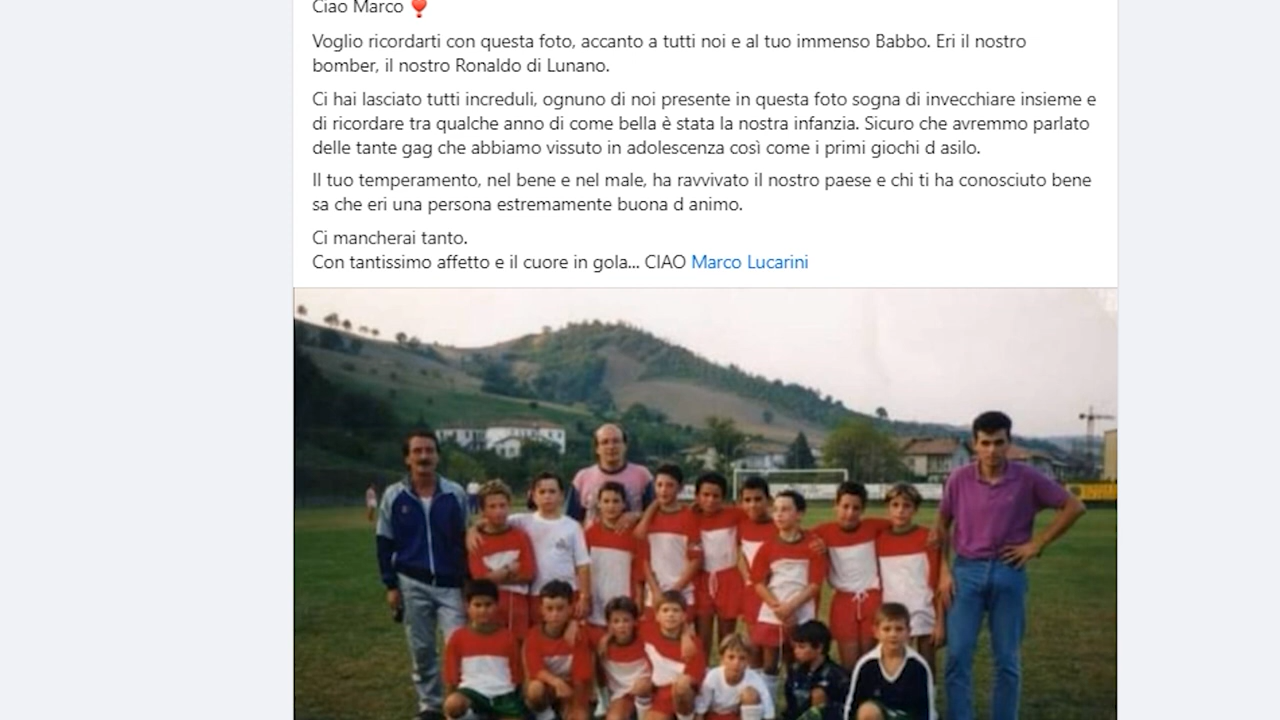 Ciao Marco
Voglio ricordarti con questa foto, accanto a tutti noi e al tuo immenso Babbo. Eri il nostro
bomber, il nostro Ronaldo di Lunano.
Ci hai lasciato tutti increduli, ognuno di noi presente in questa foto sogna di invecchiare insieme e
di ricordare tra qualche anno di come bella è stata la nostra infanzia. Sicuro che avremmo parlato
delle tante gag che abbiamo vissuto in adolescenza così come i primi giochi d asilo.
Il tuo temperamento, nel bene e nel male, ha ravvivato il nostro paese e chi ti ha conosciuto bene
sa che eri una persona estremamente buona d animo.
Ci mancherai tanto.
Con tantissimo affetto e il cuore in gola... CIAO Marco Lucarini